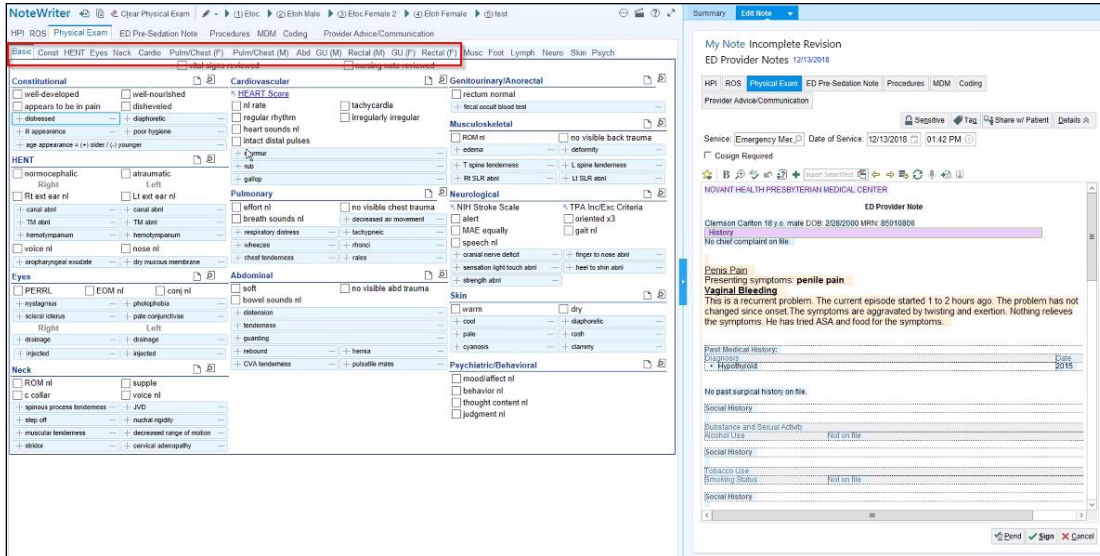 NoteWriter Clear Physical Exam (1) Etoc (2) Etoh Male (3) Etoc Female 2 (4) Etoh Female (5) test
HPI ROS Physical Exam ED Pre-Sedation Note Procedures MDM Coding Provider Advice/Communication
Basic Const HENT Eyes Neck Cardio Pulm/Chest (F) Pulm/Chest (M) Abd GU (M) Rectal (M) GU (F) Rectal (F) Musc Foot Lymph Neuro Skin Psych
vital signs reviewed nursing note reviewed
Constitutional
well-developed well-nourished
appears to be in pain disheveled
distressed diaphoretic
ill appearance poor hygiene
age appearance = (+) older / (-) younger
HENT
normocephalic atraumatic
Right Left
Rt ext ear nl Lt ext ear nl
canal abnl canal abnl
TM abnl TM abnl
hemotympanum hemotympanum
voice nl nose nl
oropharyngeal exudate dry mucous membrane
Eyes
PERRL EOM nl conj nl
nystagmus photophobia
scleral icterus pale conjunctivae
Right Left
drainage drainage
injected injected
Neck
ROM nl supple
c collar voice nl
spinous process tenderness JVD
step off nuchal rigidity
muscular tenderness decreased range of motion
stridor cervical adenopathy
Cardiovascular
HEART Score
nl rate tachycardia
regular rhythm irregularly irregular
heart sounds nl
intact distal pulses
murmur
rub
gallop
Pulmonary
effort nl no visible chest trauma
breath sounds nl decreased air movement
respiratory distress tachypneic
wheezes rhonci
chest tenderness rales
Abdominal
soft no visible abd trauma
bowel sounds nl
distension
tenderness
guarding
rebound hernia
CVA tenderness pulsatile mass
Genitourinary/Anorectal
rectum normal
fecal occult blood test
Musculoskeletal
ROM nl no visible back trauma
edema deformity
T spine tenderness L spine tenderness
Rt SLR abnl Lt SLR abnl
Neurological
NIH Stroke Scale TPA Inc/Exc Criteria
alert oriented x3
MAE equally gait nl
speech nl
cranial nerve deficit finger to nose abnl
sensation light touch abnl heel to shin abnl
strength abnl
Skin
warm dry
cool diaphoretic
pale rash
cyanosis clammy
Psychiatric/Behavioral
mood/affect nl
behavior nl
thought content nl
judgment nl
Summary Edit Note
My Note Incomplete Revision
ED Provider Notes 12/13/2018
HPI ROS Physical Exam ED Pre-Sedation Note Procedures MDM Coding
Provider Advice/Communication
Sensitive Tag Share w/ Patient Details
Service: Emergency Med Date of Service: 12/13/2018 01:42 PM
Cosign Required
B Insert SmartText
NOVANT HEALTH PRESBYTERIAN MEDICAL CENTER
ED Provider Note
Clemson Carlton 18 y.o. male DOB: 2/28/2000 MRN: 85010806
History
No chief complaint on file.
Penis Pain
Presenting symptoms: penile pain
Vaginal Bleeding
This is a recurrent problem. The current episode started 1 to 2 hours ago. The problem has not
changed since onset.The symptoms are aggravated by twisting and exertion. Nothing relieves
the symptoms. He has tried ASA and food for the symptoms.
Past Medical History:
Diagnosis Date
• Hypothyroid 2015
No past surgical history on file.
Social History
Substance and Sexual Activity
Alcohol Use Not on file
Social History
Tobacco Use
Smoking Status Not on file
Social History
Pend Sign Cancel